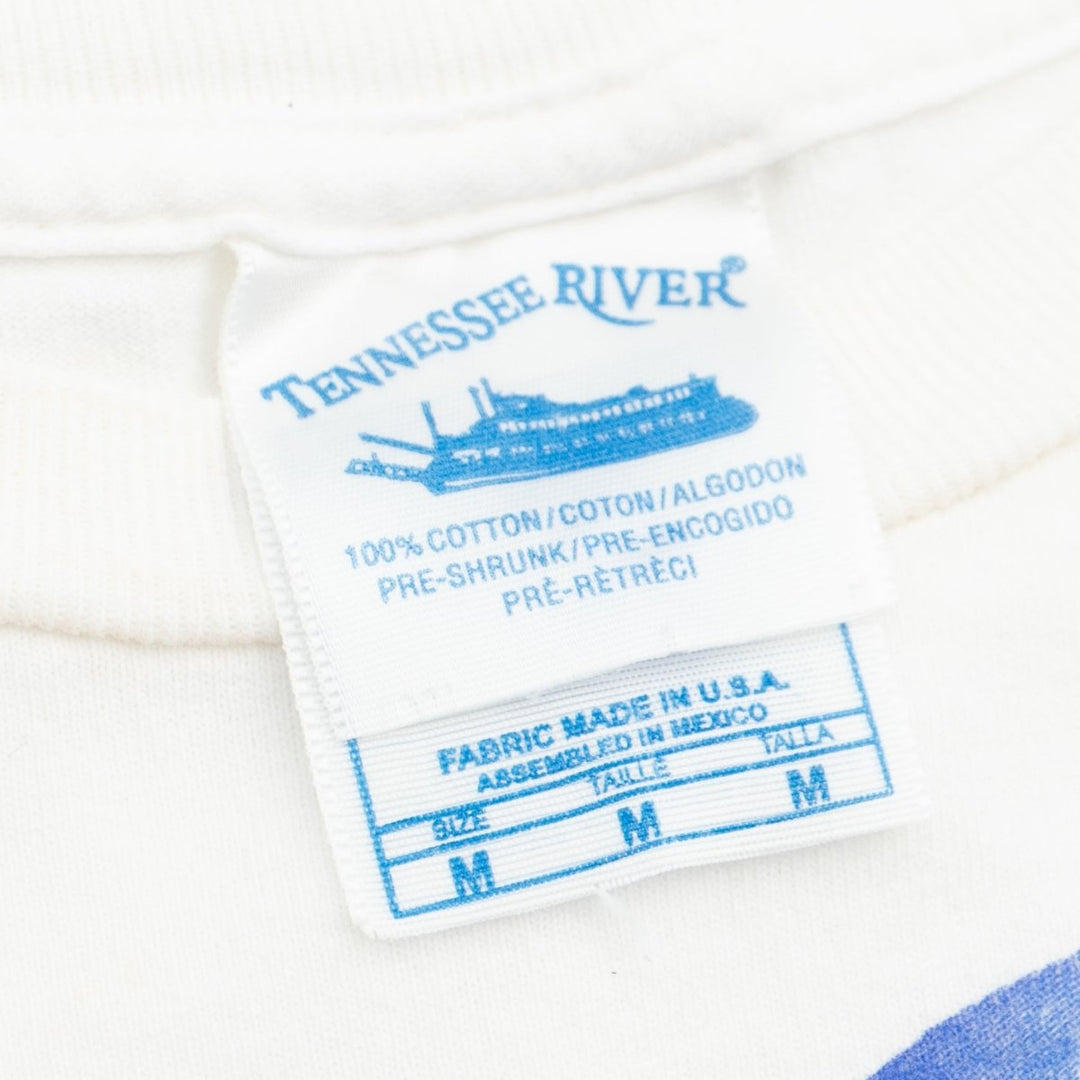 TENNESSEE RIVER®
100% COTTON/COTON/ALGODON
PRE-SHRUNK/PRE-ENCOGIDO
PRÉ-RÈTRÈCI
FABRIC MADE IN U.S.A.
ASSEMBLED IN MEXICO
SIZE TAILLE TALLA
M M M